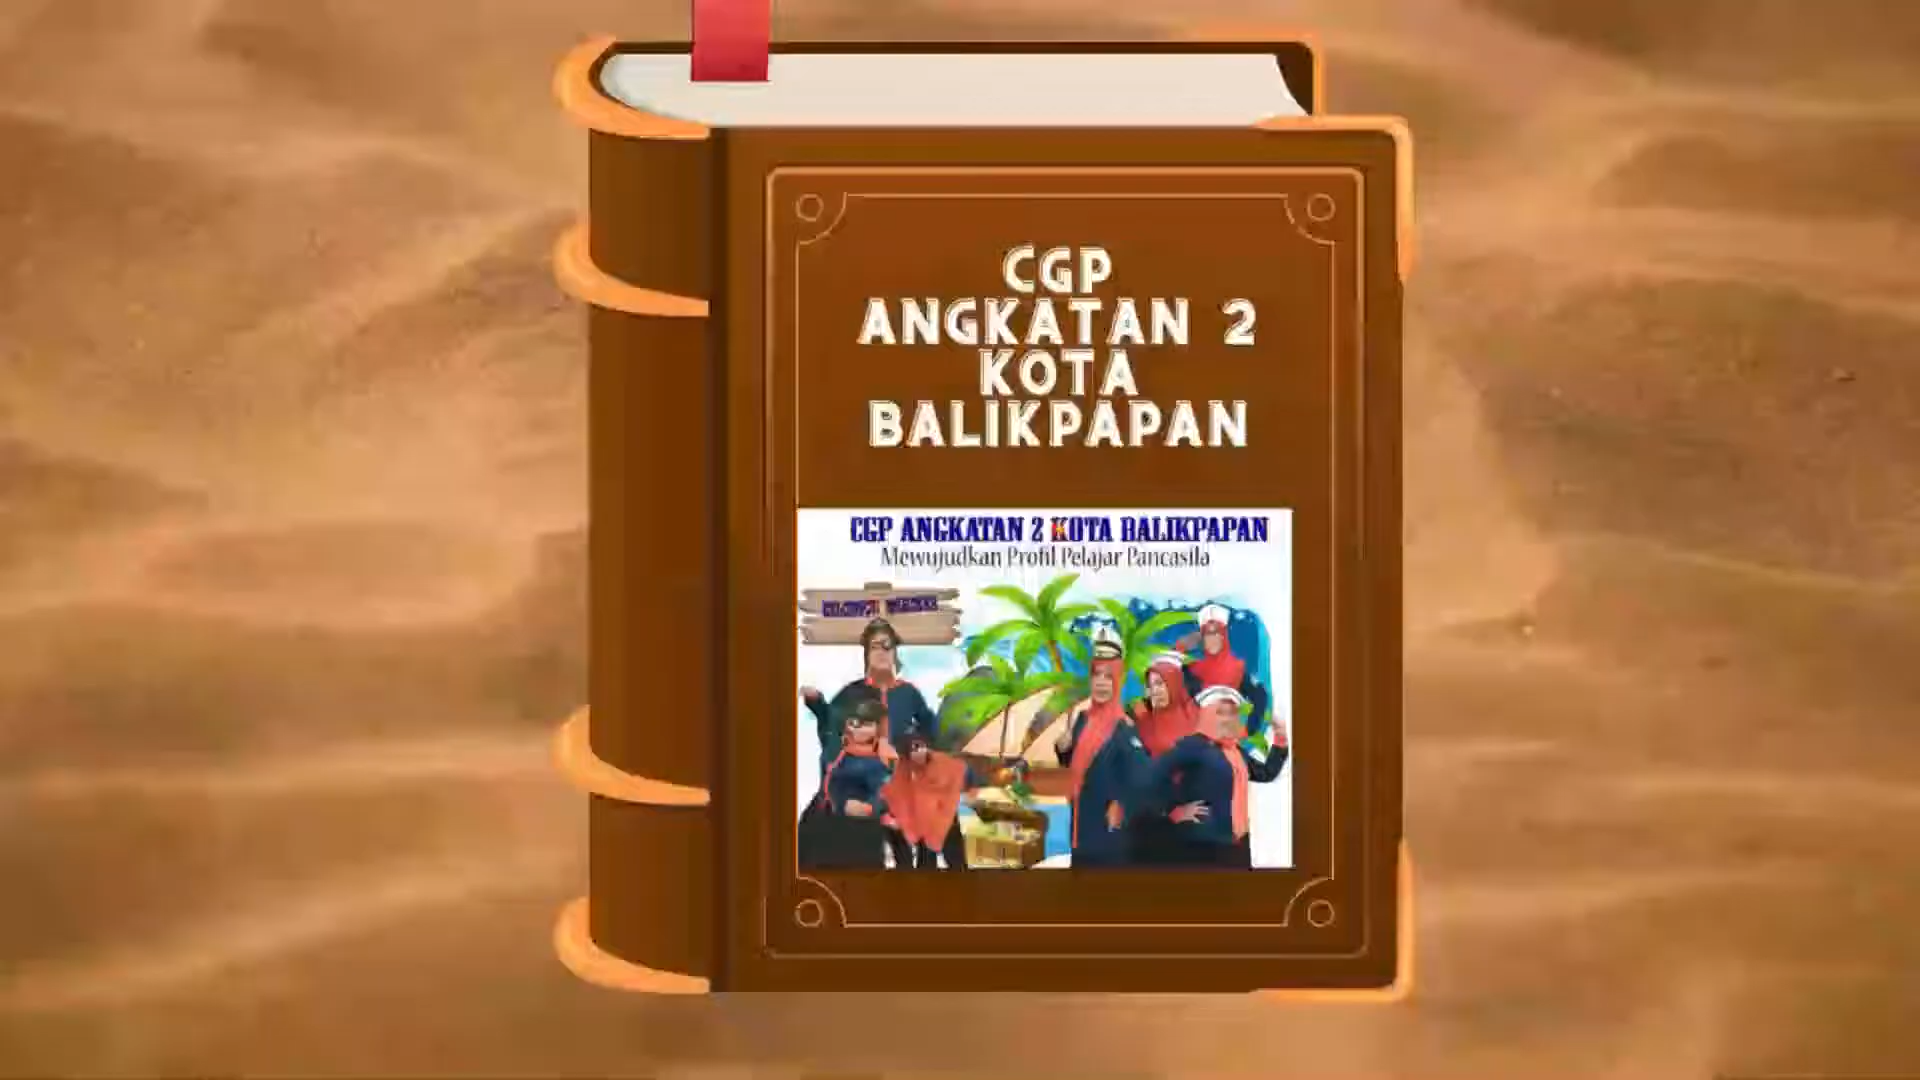 CGP
ANGKATAN 2
KOTA
BALIKPAPAN
CGP ANGKATAN 2 KOTA BALIKPAPAN
Mewujudkan Profil Pelajar Pancasila